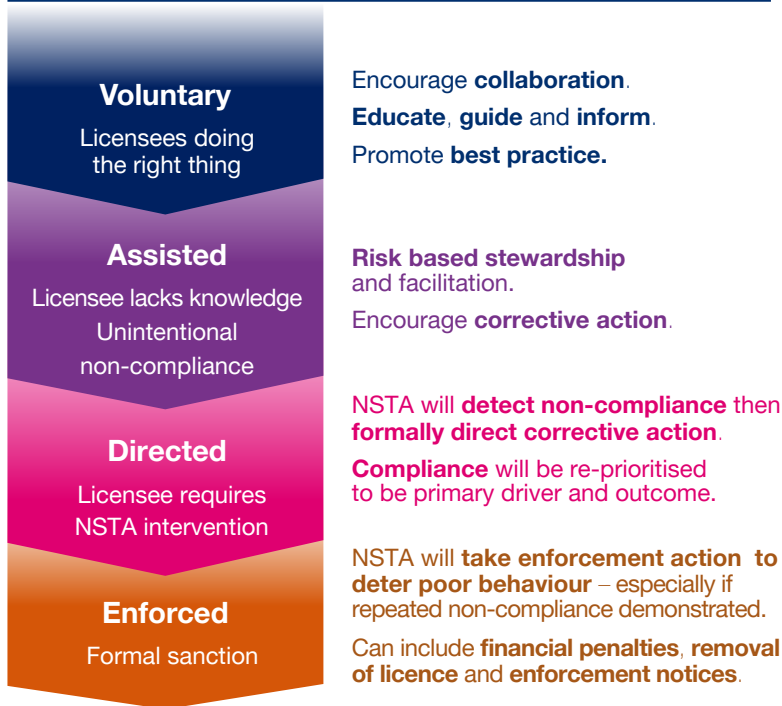 Voluntary
Licensees doing
the right thing
Encourage collaboration.
Educate, guide and inform.
Promote best practice.
Assisted
Licensee lacks knowledge
Unintentional
non-compliance
Risk based stewardship
and facilitation.
Encourage corrective action.
Directed
Licensee requires
NSTA intervention
NSTA will detect non-compliance then
formally direct corrective action.
Compliance will be re-prioritised
to be primary driver and outcome.
Enforced
Formal sanction
NSTA will take enforcement action to
deter poor behaviour – especially if
repeated non-compliance demonstrated.
Can include financial penalties, removal
of licence and enforcement notices.